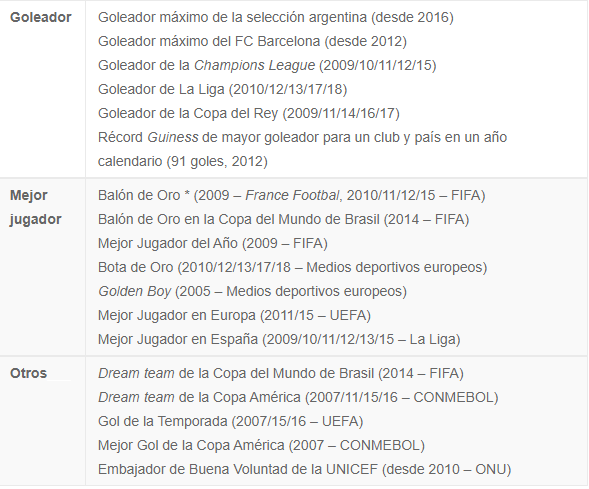 Goleador
Goleador máximo de la selección argentina (desde 2016)
Goleador máximo del FC Barcelona (desde 2012)
Goleador de la Champions League (2009/10/11/12/15)
Goleador de La Liga (2010/12/13/17/18)
Goleador de la Copa del Rey (2009/11/14/16/17)
Récord Guiness de mayor goleador para un club y país en un año
calendario (91 goles, 2012)
Mejor
jugador
Balón de Oro * (2009 – France Footbal, 2010/11/12/15 – FIFA)
Balón de Oro en la Copa del Mundo de Brasil (2014 – FIFA)
Mejor Jugador del Año (2009 – FIFA)
Bota de Oro (2010/12/13/17/18 – Medios deportivos europeos)
Golden Boy (2005 – Medios deportivos europeos)
Mejor Jugador en Europa (2011/15 – UEFA)
Mejor Jugador en España (2009/10/11/12/13/15 – La Liga)
Otros
Dream team de la Copa del Mundo de Brasil (2014 – FIFA)
Dream team de la Copa América (2007/11/15/16 – CONMEBOL)
Gol de la Temporada (2007/15/16 – UEFA)
Mejor Gol de la Copa América (2007 – CONMEBOL)
Embajador de Buena Voluntad de la UNICEF (desde 2010 – ONU)